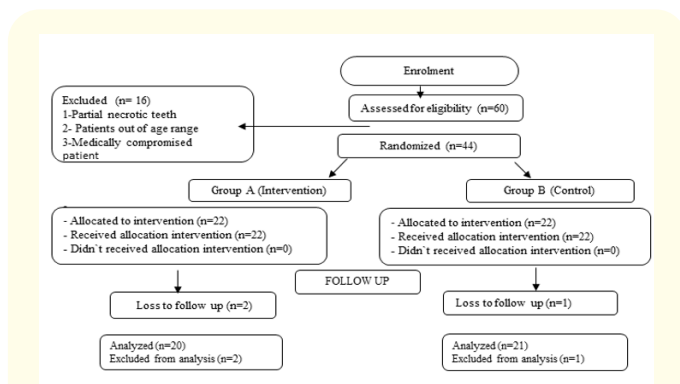 Enrolment
Excluded (n= 16)
1-Partial necrotic teeth
2- Patients out of age range
3-Medically compromised
patient
Assessed for eligibility (n=60)
Randomized (n=44)
Group A (Intervention)
Group B (Control)
- Allocated to intervention (n=22)
- Received allocation intervention (n=22)
- Didn`t received allocation intervention (n=0)
- Allocated to intervention (n=22)
- Received allocation intervention (n=22)
- Didn`t received allocation intervention (n=0)
FOLLOW UP
Loss to follow up (n=2)
Loss to follow up (n=1)
Analyzed (n=20)
Excluded from analysis (n=2)
Analyzed (n=21)
Excluded from analysis (n=1)